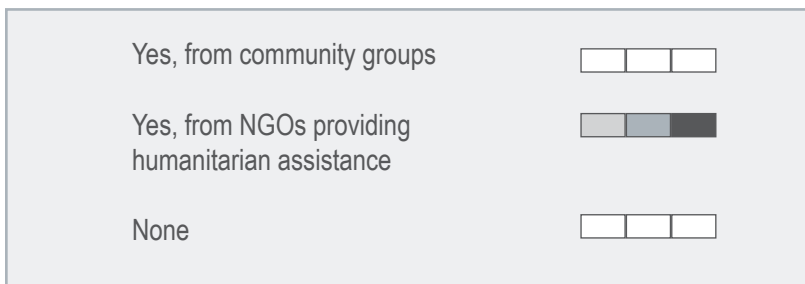 Yes, from community groups
Yes, from NGOs providing
humanitarian assistance
None